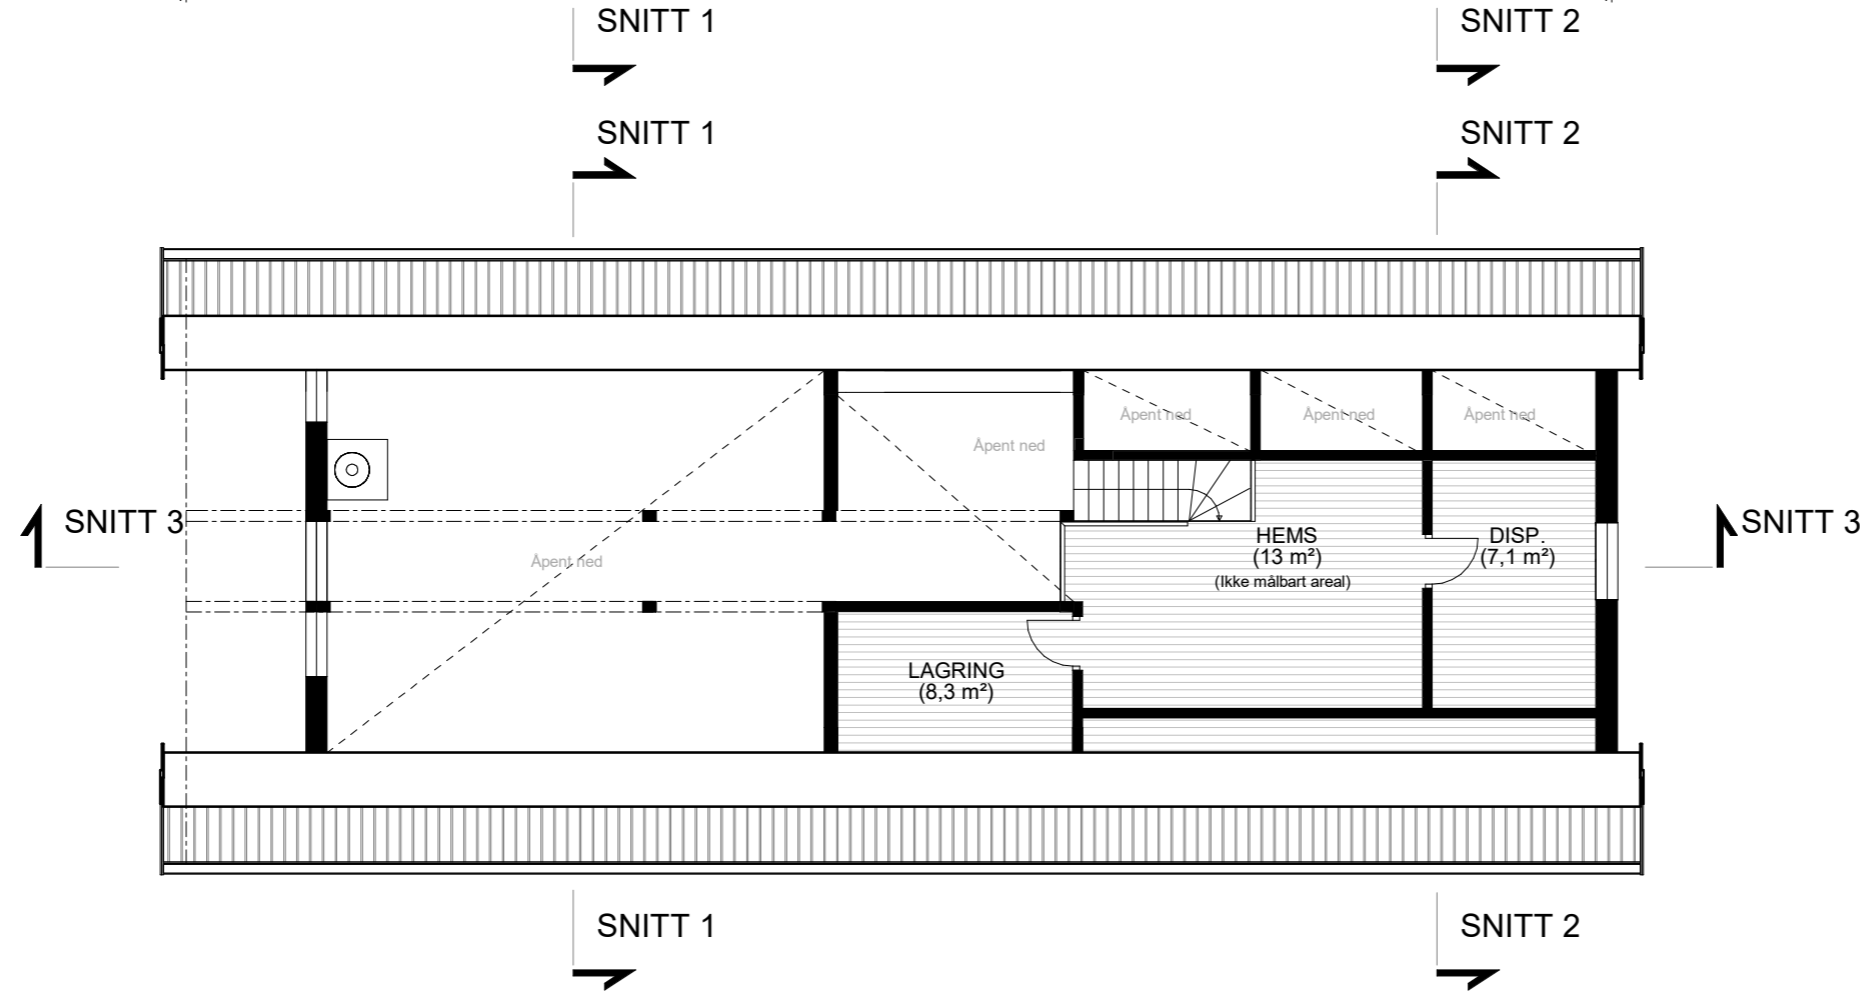 SNITT 1
SNITT 2
SNITT 1
SNITT 2
Åpent ned
Åpent ned
Åpent ned
Åpent ned
SNITT 3
SNITT 3
HEMS
(13 m²)
(Ikke målbart areal)
DISP.
(7,1 m²)
Åpent ned
LAGRING
(8,3 m²)
SNITT 1
SNITT 2